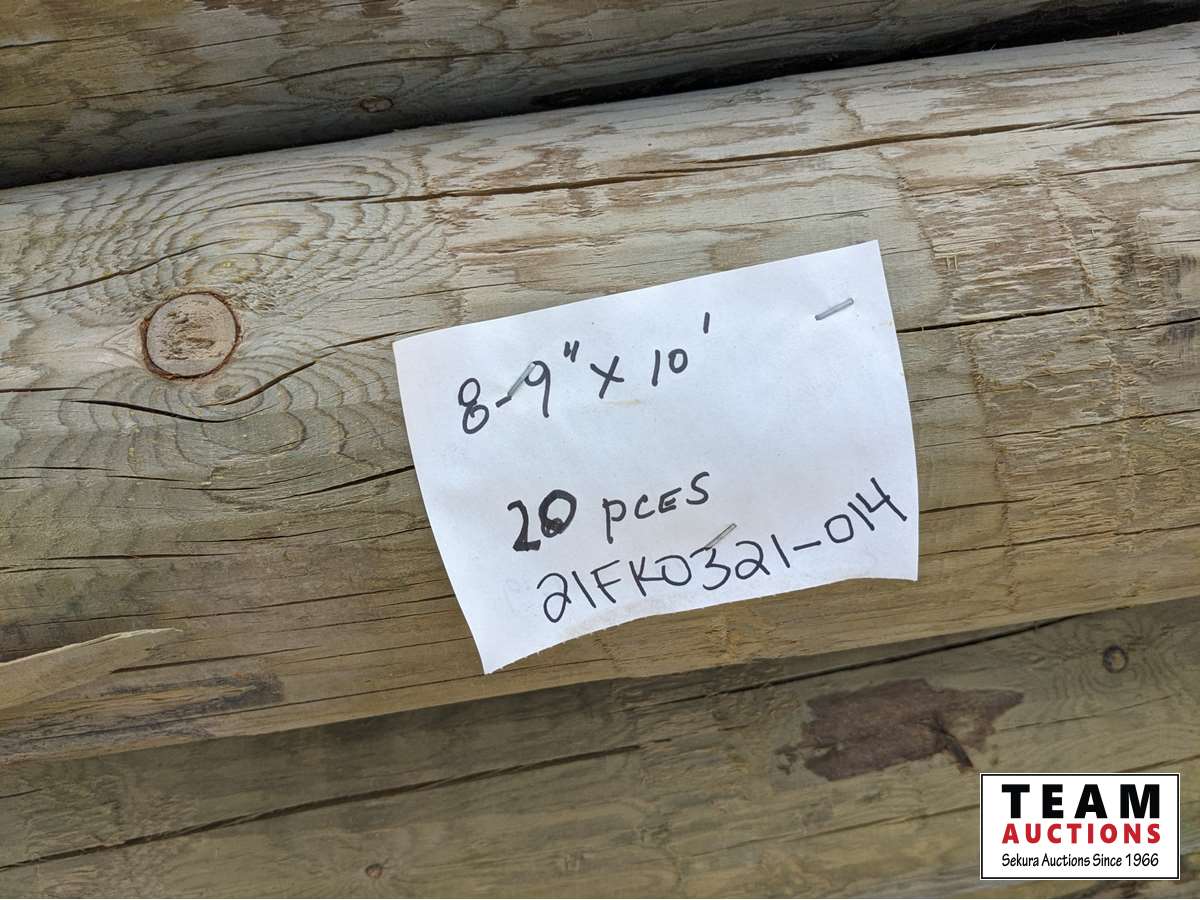 8-9" X 10'
20 PCES
21FK0321-014
TEAM
AUCTIONS
Sekura Auctions Since 1966